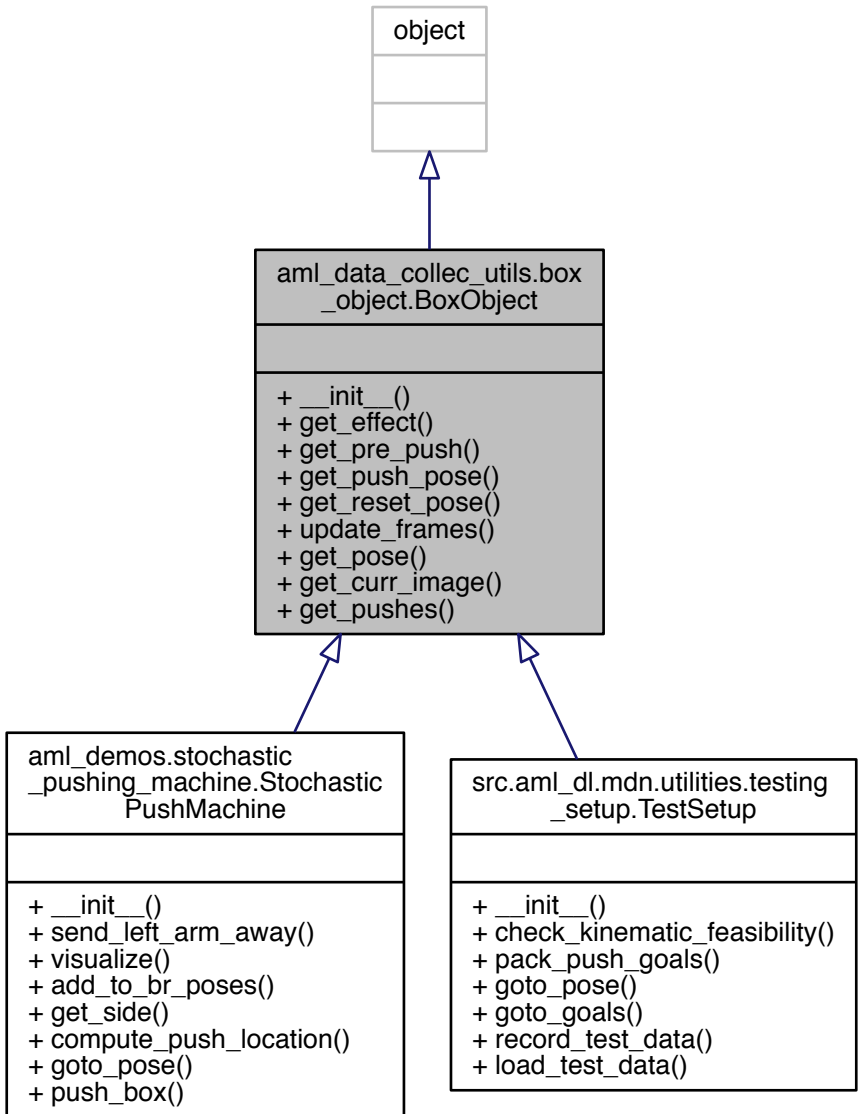 object
aml_data_collec_utils.box
_object.BoxObject
+ __init__()
+ get_effect()
+ get_pre_push()
+ get_push_pose()
+ get_reset_pose()
+ update_frames()
+ get_pose()
+ get_curr_image()
+ get_pushes()
aml_demos.stochastic
_pushing_machine.Stochastic
PushMachine
+ __init__()
+ send_left_arm_away()
+ visualize()
+ add_to_br_poses()
+ get_side()
+ compute_push_location()
+ goto_pose()
+ push_box()
src.aml_dl.mdn.utilities.testing
_setup.TestSetup
+ __init__()
+ check_kinematic_feasibility()
+ pack_push_goals()
+ goto_pose()
+ goto_goals()
+ record_test_data()
+ load_test_data()